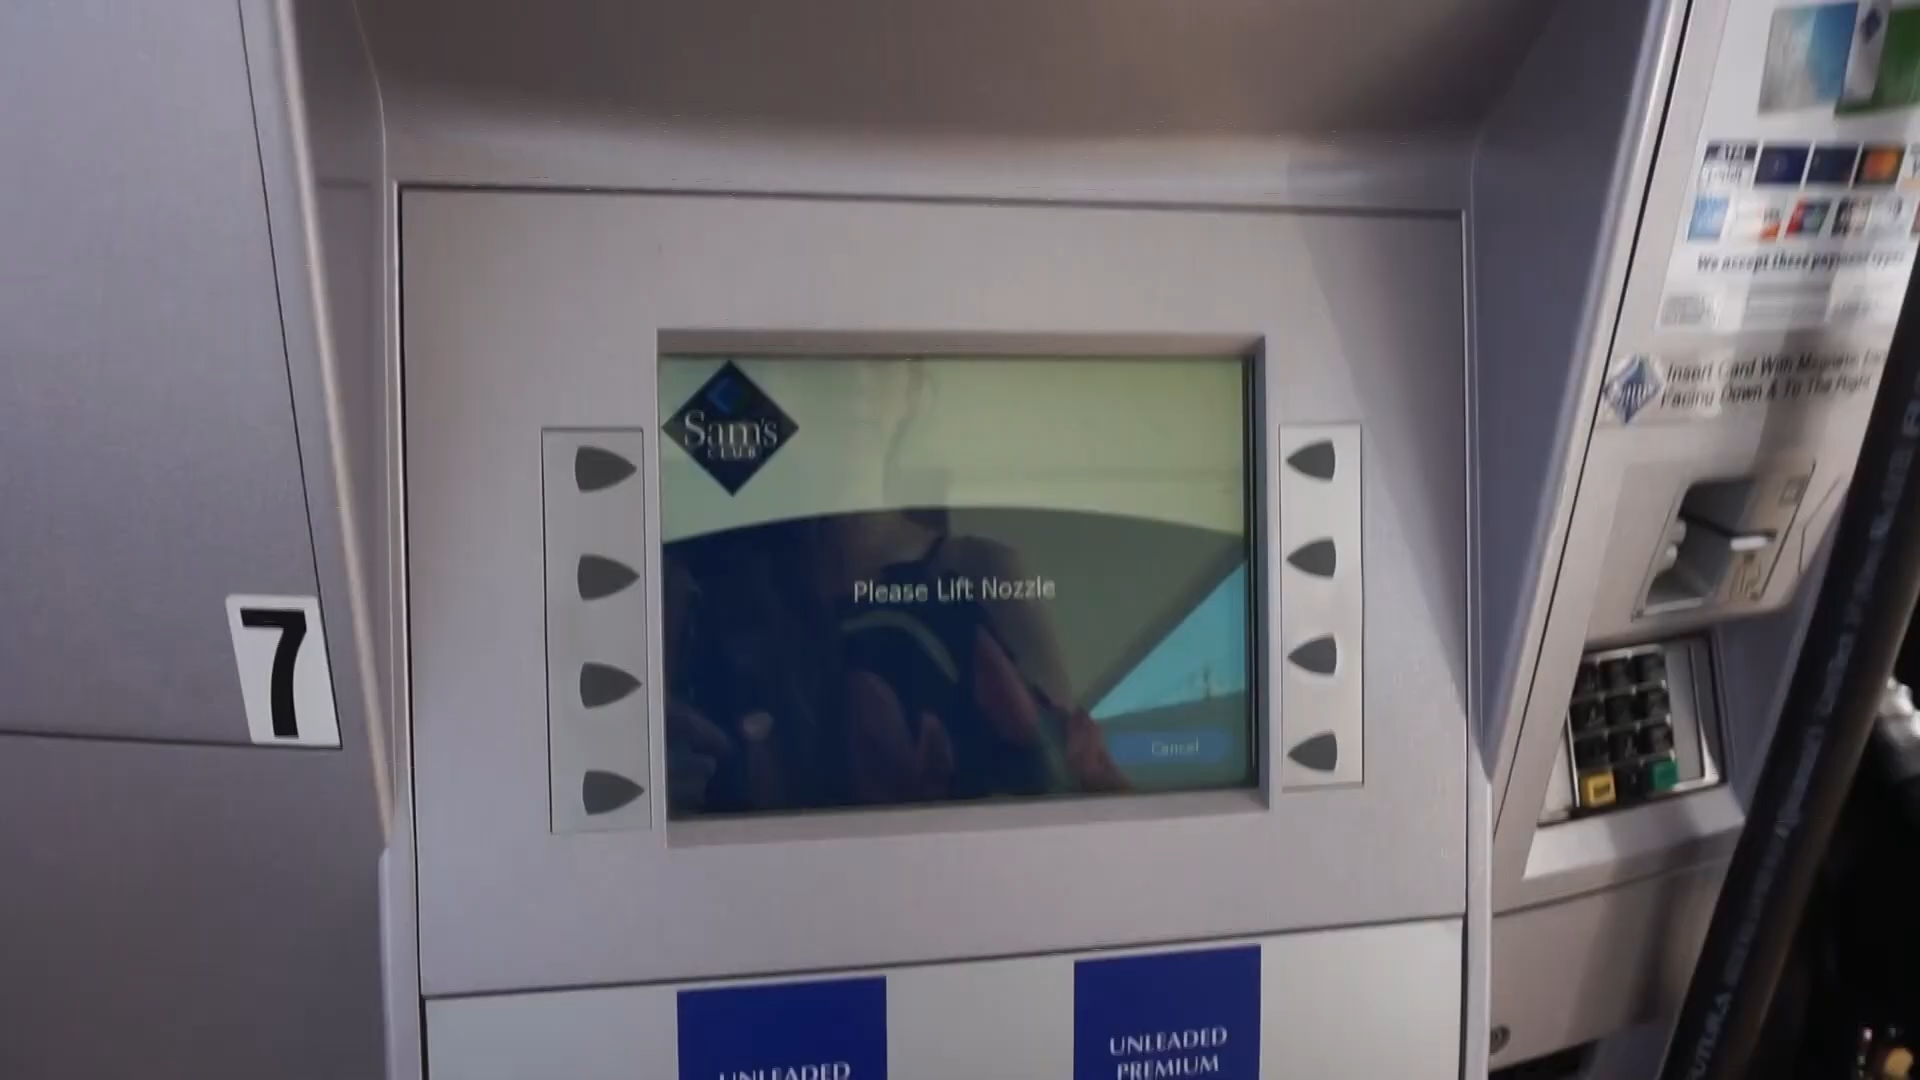 Sam's
CLUB
Please Lift Nozzle
Cancel
7
We accept these payment types
Insert Card With Magnetic
Facing Down & To The Right
UNLEADED
UNLEADED
PREMIUM